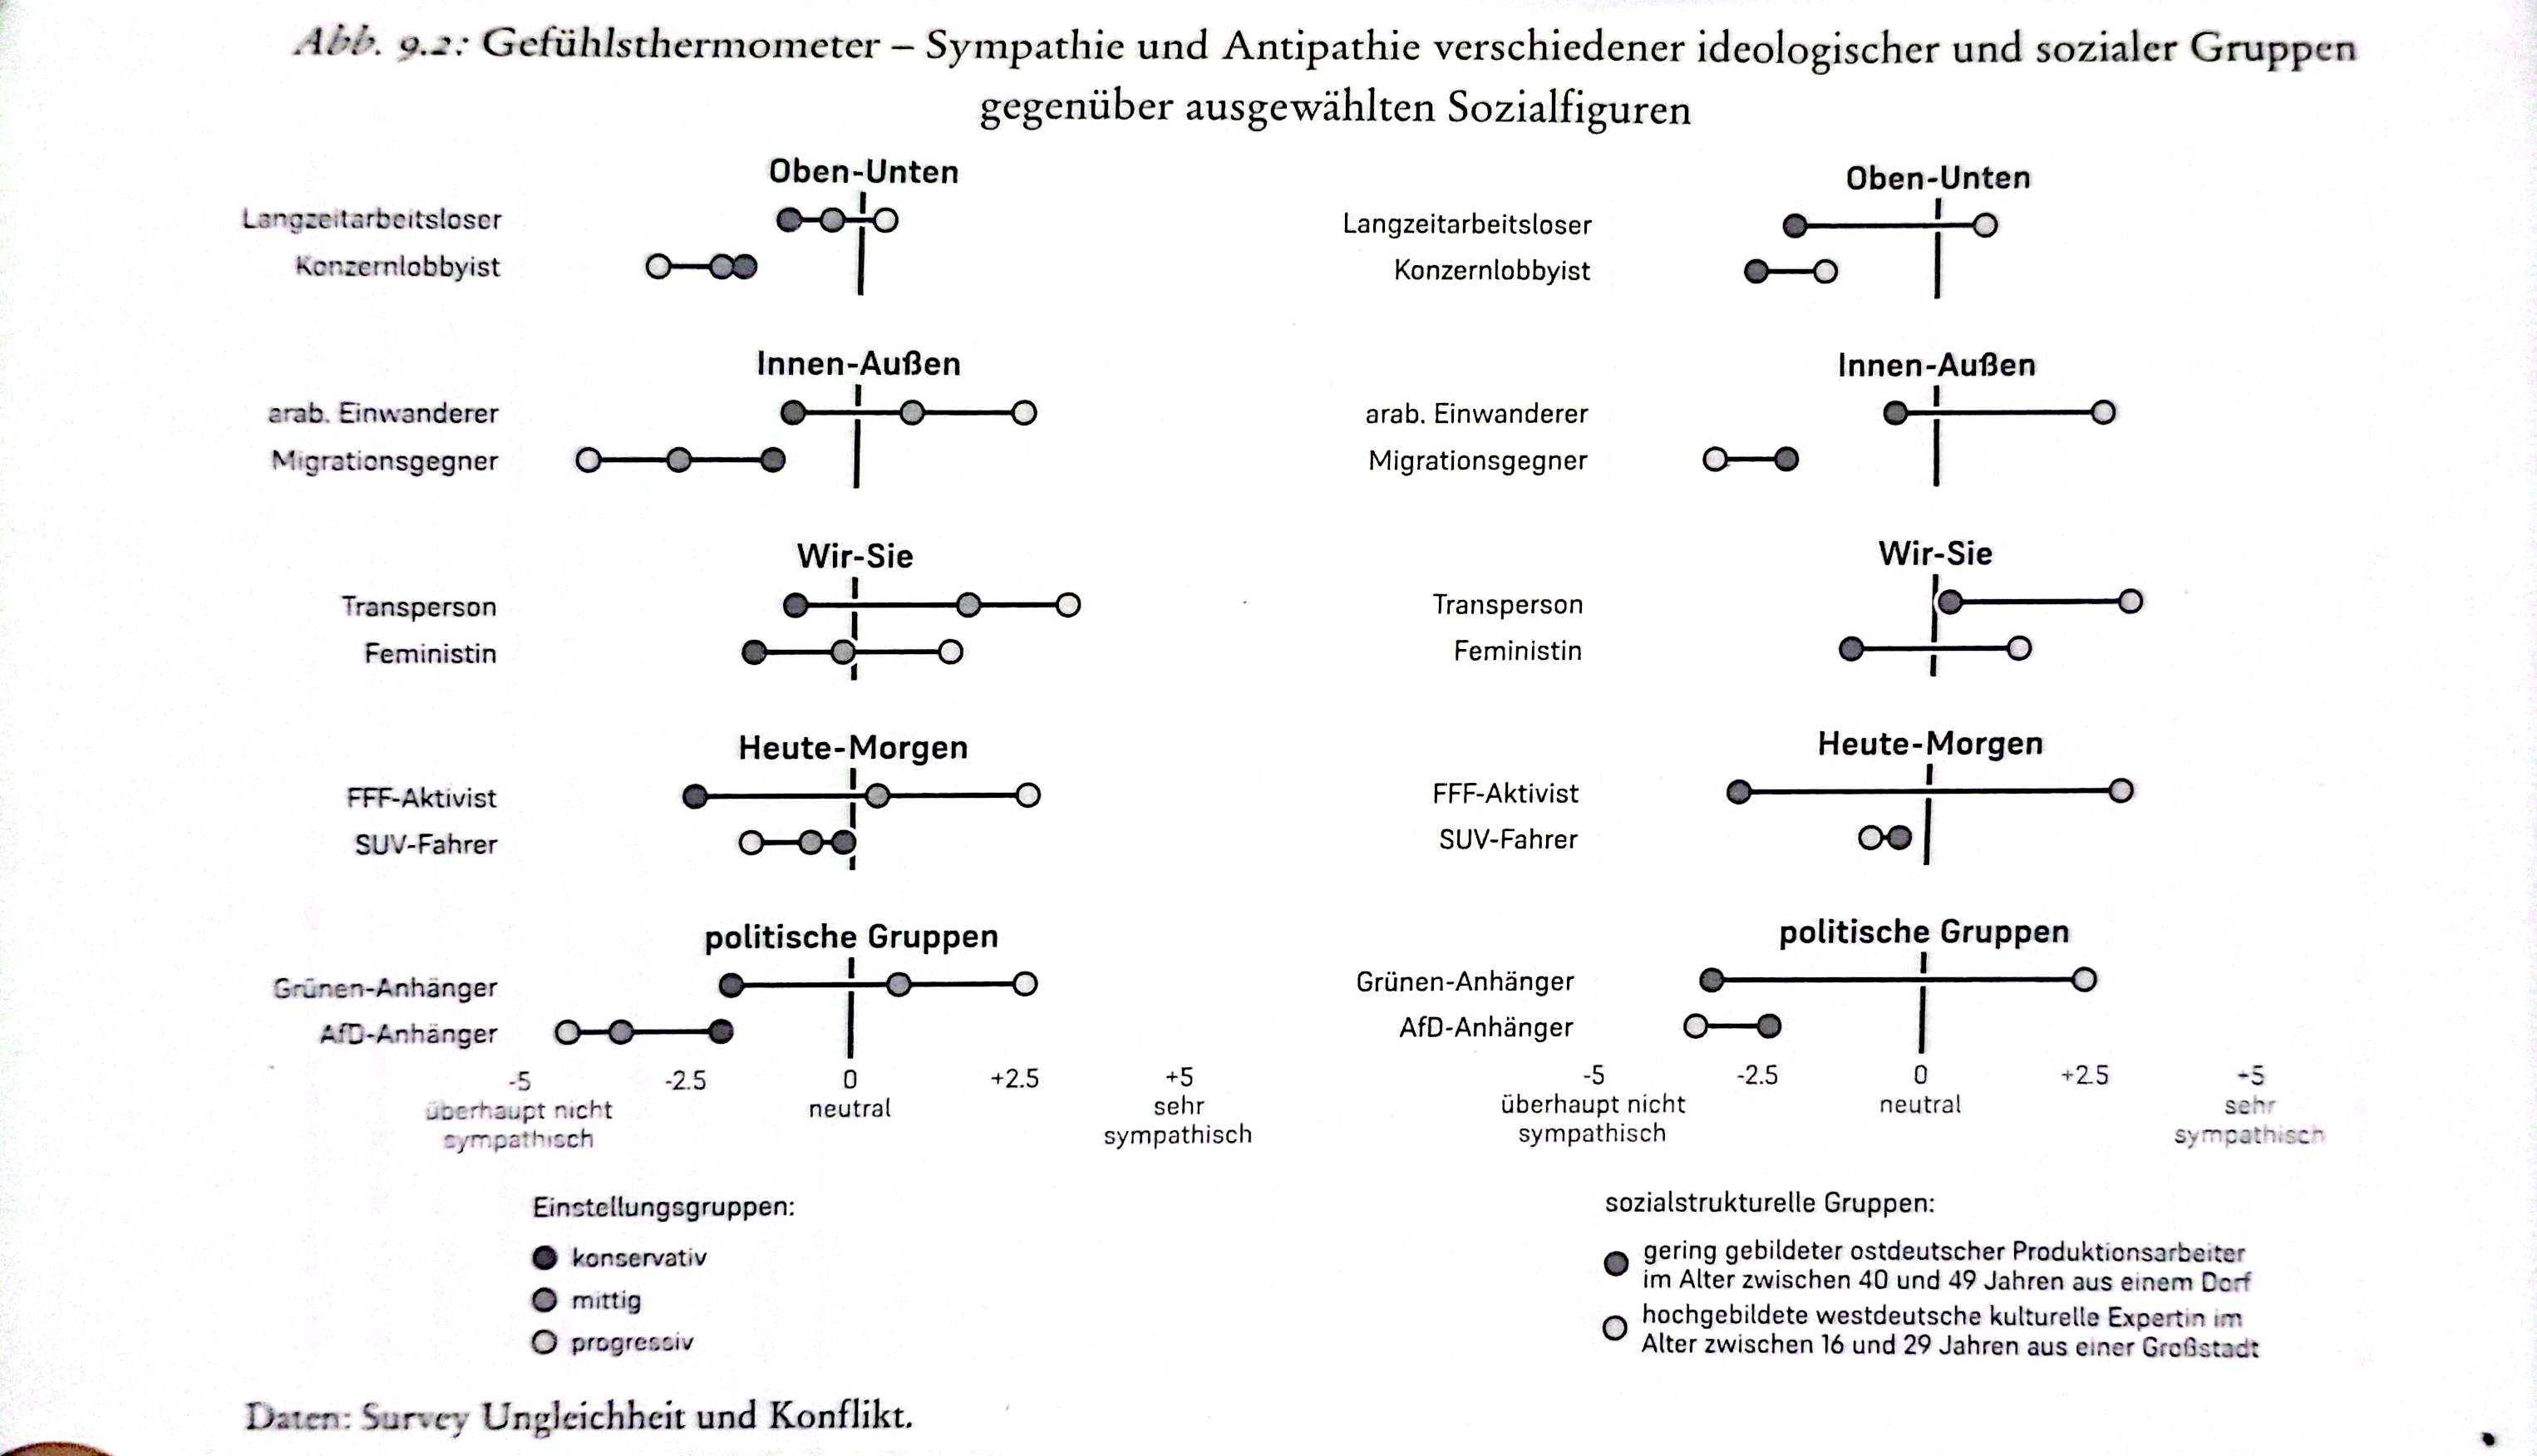 Abb. 9.2: Gefühlsthermometer – Sympathie und Antipathie verschiedener ideologischer und sozialer Gruppen
gegenüber ausgewählten Sozialfiguren
Oben-Unten
Langzeitarbeitsloser
Konzernlobbyist
Innen-Außen
arab. Einwanderer
Migrationsgegner
Wir-Sie
Transperson
Feministin
Heute-Morgen
FFF-Aktivist
SUV-Fahrer
politische Gruppen
Grünen-Anhänger
AfD-Anhänger
-5 -2.5 0 +2.5 +5
überhaupt nicht neutral sehr
sympathisch sympathisch
Einstellungsgruppen:
konservativ
mittig
progressiv
Oben-Unten
Langzeitarbeitsloser
Konzernlobbyist
Innen-Außen
arab. Einwanderer
Migrationsgegner
Wir-Sie
Transperson
Feministin
Heute-Morgen
FFF-Aktivist
SUV-Fahrer
politische Gruppen
Grünen-Anhänger
AfD-Anhänger
-5 -2.5 0 +2.5 +5
überhaupt nicht neutral sehr
sympathisch sympathisch
sozialstrukturelle Gruppen:
gering gebildeter ostdeutscher Produktionsarbeiter
im Alter zwischen 40 und 49 Jahren aus einem Dorf
hochgebildete westdeutsche kulturelle Expertin im
Alter zwischen 16 und 29 Jahren aus einer Großstadt
Daten: Survey Ungleichheit und Konflikt.